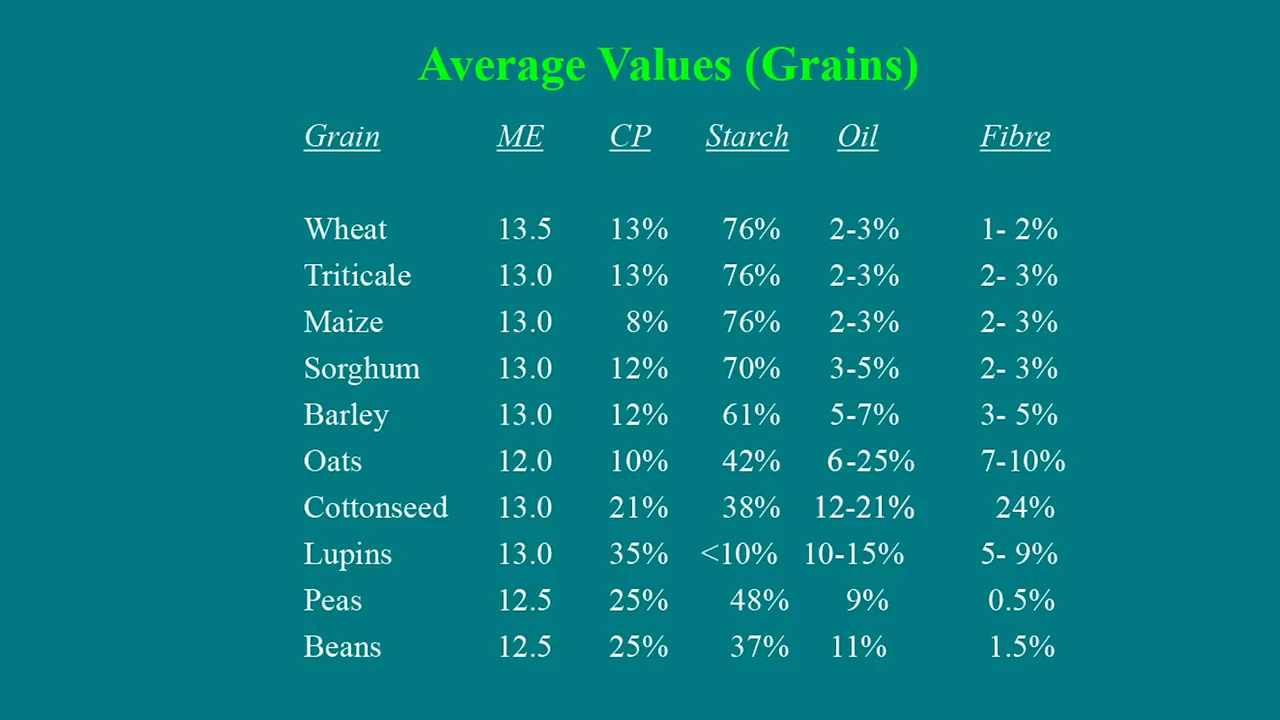 Average Values (Grains)
Grain ME CP Starch Oil Fibre
Wheat 13.5 13% 76% 2-3% 1- 2%
Triticale 13.0 13% 76% 2-3% 2- 3%
Maize 13.0 8% 76% 2-3% 2- 3%
Sorghum 13.0 12% 70% 3-5% 2- 3%
Barley 13.0 12% 61% 5-7% 3- 5%
Oats 12.0 10% 42% 6-25% 7-10%
Cottonseed 13.0 21% 38% 12-21% 24%
Lupins 13.0 35% <10% 10-15% 5- 9%
Peas 12.5 25% 48% 9% 0.5%
Beans 12.5 25% 37% 11% 1.5%